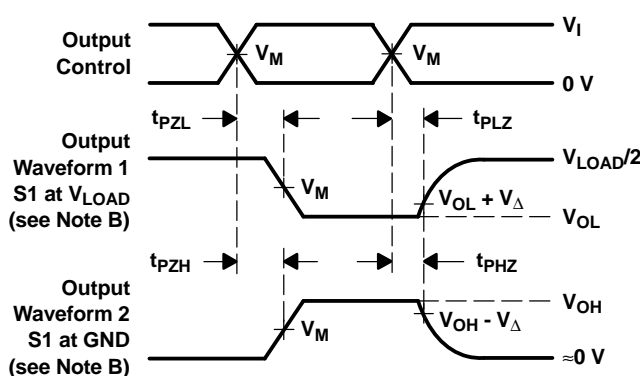 Output
Control
V_I
V_M
V_M
0 V
t_PZL
t_PLZ
Output
Waveform 1
S1 at V_LOAD
(see Note B)
V_LOAD/2
V_M
V_OL + V_Δ
V_OL
t_PZH
t_PHZ
Output
Waveform 2
S1 at GND
(see Note B)
V_OH
V_M
V_OH - V_Δ
≈0 V